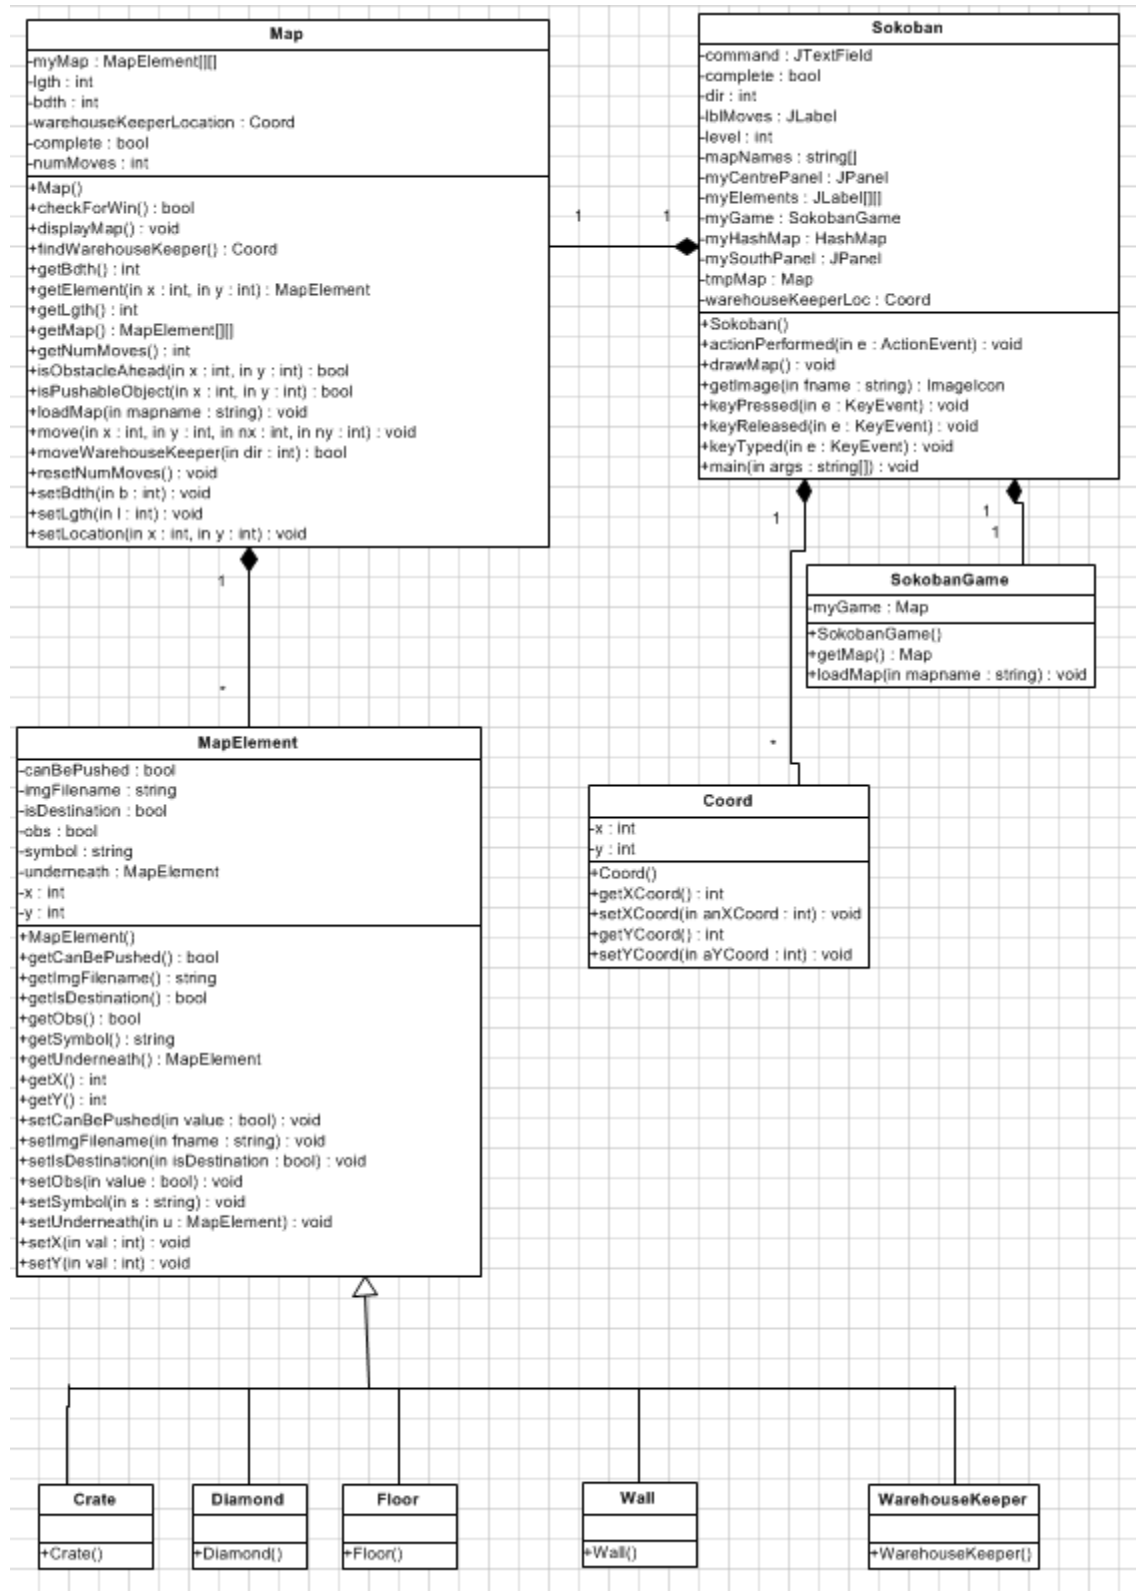 Map
-myMap : MapElement[][]
-lgth : int
-bdth : int
-warehouseKeeperLocation : Coord
-complete : bool
-numMoves : int
+Map()
+checkForWin() : bool
+displayMap() : void
+findWarehouseKeeper() : Coord
+getBdth() : int
+getElement(in x : int, in y : int) : MapElement
+getLgth() : int
+getMap() : MapElement[][]
+getNumMoves() : int
+isObstacleAhead(in x : int, in y : int) : bool
+isPushableObject(in x : int, in y : int) : bool
+loadMap(in mapname : string) : void
+move(in x : int, in y : int, in nx : int, in ny : int) : void
+moveWarehouseKeeper(in dir : int) : bool
+resetNumMoves() : void
+setBdth(in b : int) : void
+setLgth(in l : int) : void
+setLocation(in x : int, in y : int) : void
1
1
Sokoban
-command : JTextField
-complete : bool
-dir : int
-lblMoves : JLabel
-level : int
-mapNames : string[]
-myCentrePanel : JPanel
-myElements : JLabel[][]
-myGame : SokobanGame
-myHashMap : HashMap
-mySouthPanel : JPanel
-tmpMap : Map
-warehouseKeeperLoc : Coord
+Sokoban()
+actionPerformed(in e : ActionEvent) : void
+drawMap() : void
+getImage(in fname : string) : ImageIcon
+keyPressed(in e : KeyEvent) : void
+keyReleased(in e : KeyEvent) : void
+keyTyped(in e : KeyEvent) : void
+main(in args : string[]) : void
1
1
1
SokobanGame
-myGame : Map
+SokobanGame()
+getMap() : Map
+loadMap(in mapname : string) : void
1
*
*
MapElement
-canBePushed : bool
-imgFilename : string
-isDestination : bool
-obs : bool
-symbol : string
-underneath : MapElement
-x : int
-y : int
+MapElement()
+getCanBePushed() : bool
+getImgFilename() : string
+getIsDestination() : bool
+getObs() : bool
+getSymbol() : string
+getUnderneath() : MapElement
+getX() : int
+getY() : int
+setCanBePushed(in value : bool) : void
+setImgFilename(in fname : string) : void
+setIsDestination(in isDestination : bool) : void
+setObs(in value : bool) : void
+setSymbol(in s : string) : void
+setUnderneath(in u : MapElement) : void
+setX(in val : int) : void
+setY(in val : int) : void
Coord
-x : int
-y : int
+Coord()
+getXCoord() : int
+setXCoord(in anXCoord : int) : void
+getYCoord() : int
+setYCoord(in aYCoord : int) : void
Crate
+Crate()
Diamond
+Diamond()
Floor
+Floor()
Wall
+Wall()
WarehouseKeeper
+WarehouseKeeper()